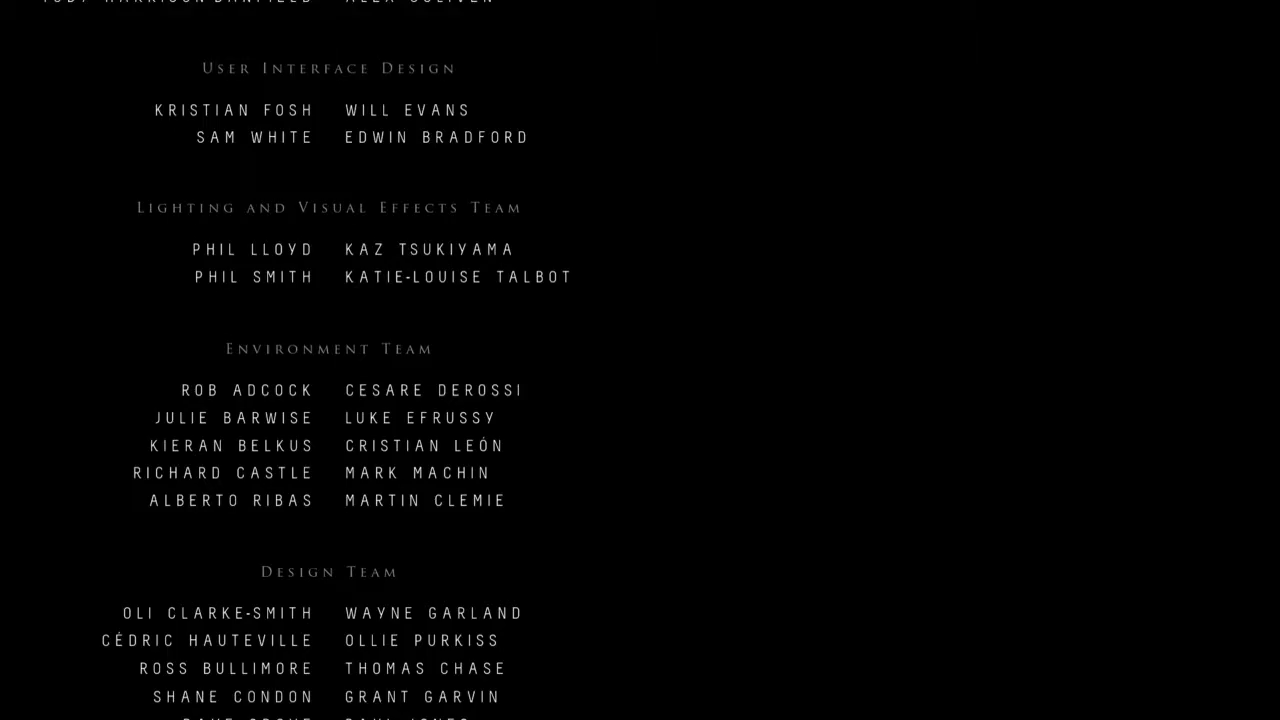 User Interface Design
KRISTIAN FOSH WILL EVANS
SAM WHITE EDWIN BRADFORD
Lighting and Visual Effects Team
PHIL LLOYD KAZ TSUKIYAMA
PHIL SMITH KATIE-LOUISE TALBOT
Environment Team
ROB ADCOCK CESARE DEROSSI
JULIE BARWISE LUKE EFRUSSY
KIERAN BELKUS CRISTIAN LEÓN
RICHARD CASTLE MARK MACHIN
ALBERTO RIBAS MARTIN CLEMIE
Design Team
OLI CLARKE-SMITH WAYNE GARLAND
CÉDRIC HAUTEVILLE OLLIE PURKISS
ROSS BULLIMORE THOMAS CHASE
SHANE CONDON GRANT GARVIN